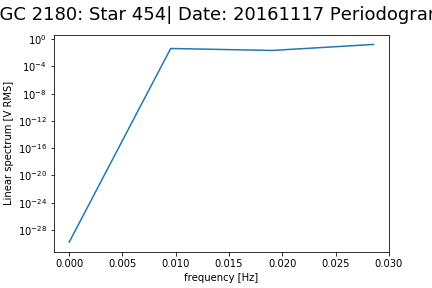 GC 2180: Star 454| Date: 20161117 Periodogram
10⁰
10⁻⁴
10⁻⁸
10⁻¹²
10⁻¹⁶
10⁻²⁰
10⁻²⁴
10⁻²⁸
Linear spectrum [V RMS]
0.000 0.005 0.010 0.015 0.020 0.025 0.030
frequency [Hz]